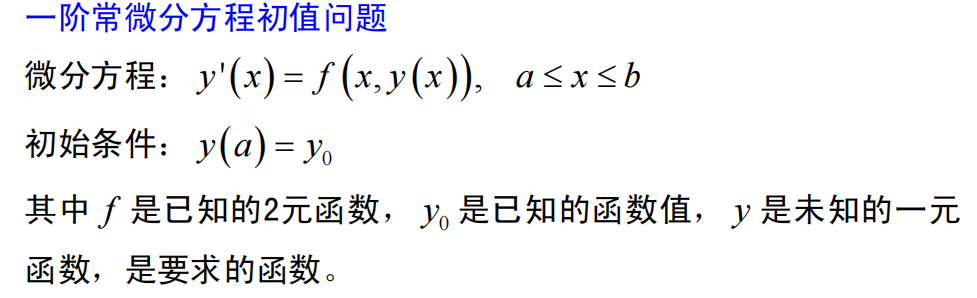 一阶常微分方程初值问题
微分方程： y'(x) = f(x, y(x)), a ≤ x ≤ b
初始条件： y(a) = y₀
其中 f 是已知的2元函数， y₀ 是已知的函数值， y 是未知的一元
函数，是要求的函数。